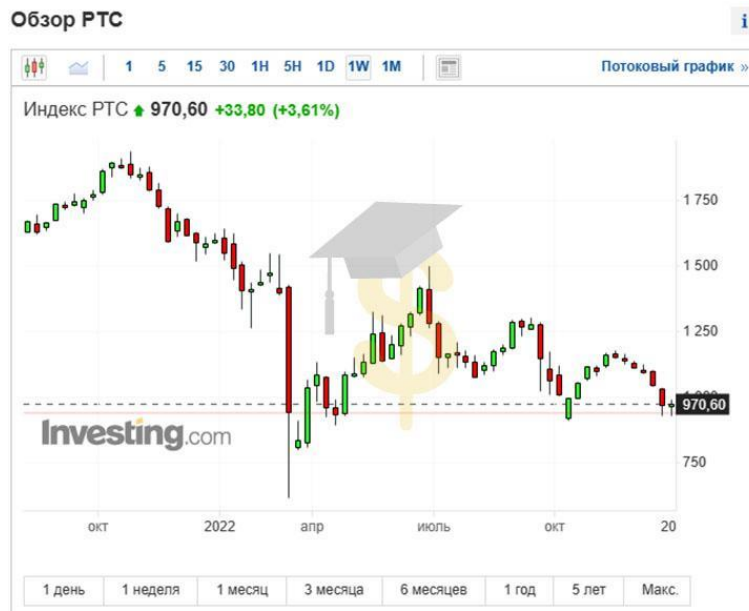 Обзор РТС
i
1 5 15 30 1H 5H 1D 1W 1M Потоковый график »
Индекс РТС 970,60 +33,80 (+3,61%)
1 750
1 500
1 250
970,60
Investing.com
750
окт 2022 апр июль окт 20
1 день 1 неделя 1 месяц 3 месяца 6 месяцев 1 год 5 лет Макс.